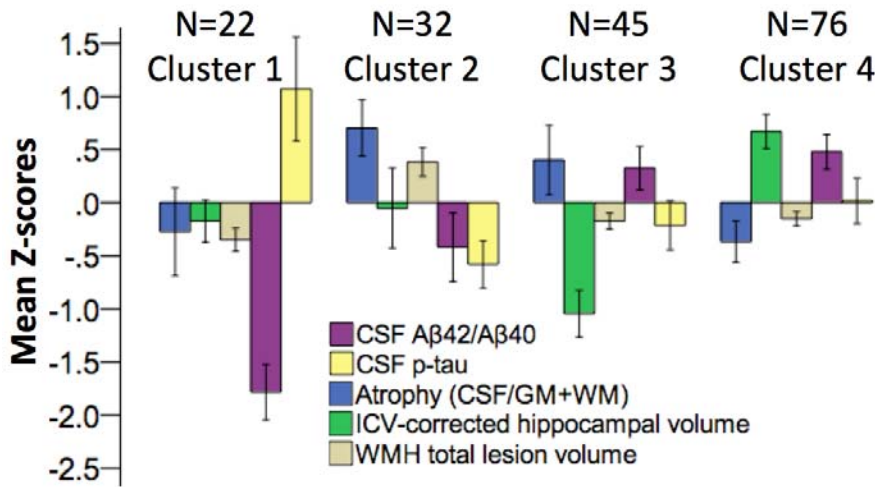 N=22 N=32 N=45 N=76
Cluster 1 Cluster 2 Cluster 3 Cluster 4
Mean Z-scores
1.5
1.0
.5
.0
-.5
-1.0
-1.5
-2.0
-2.5
CSF Aβ42/Aβ40
CSF p-tau
Atrophy (CSF/GM+WM)
ICV-corrected hippocampal volume
WMH total lesion volume